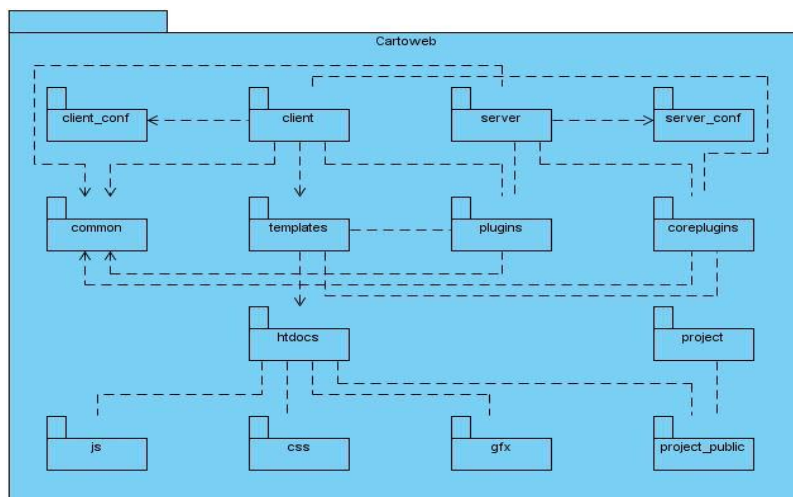 Cartoweb
client_conf
client
server
server_conf
common
templates
plugins
coreplugins
htdocs
project
js
css
gfx
project_public